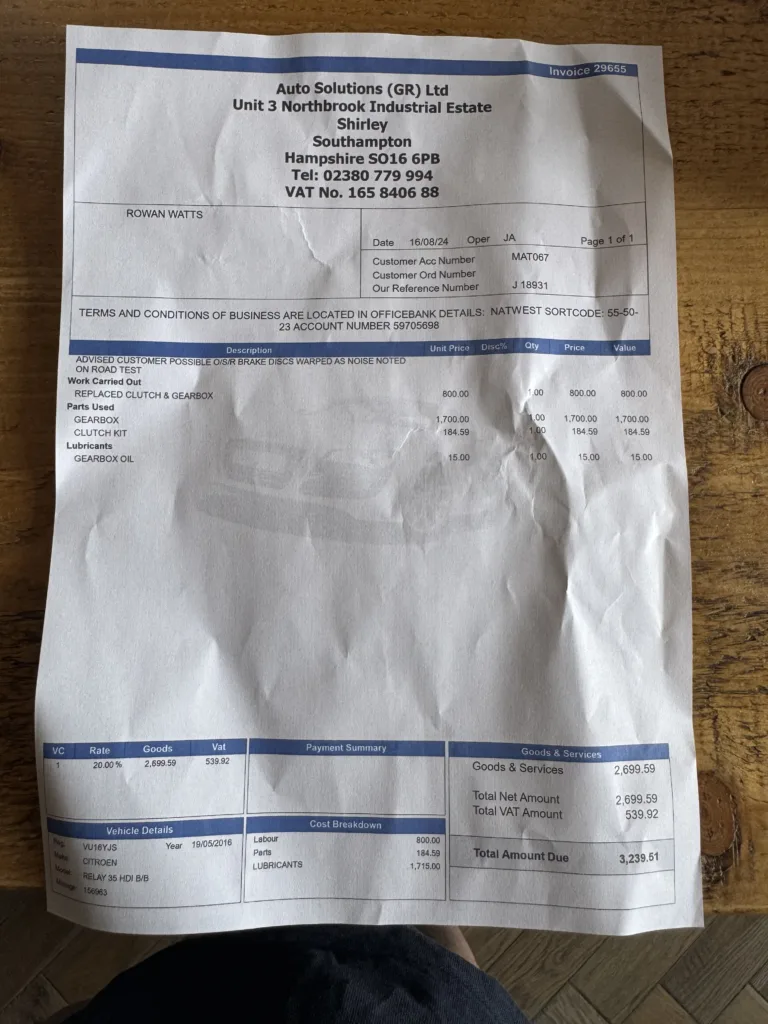 Invoice 29655
Auto Solutions (GR) Ltd
Unit 3 Northbrook Industrial Estate
Shirley
Southampton
Hampshire SO16 6PB
Tel: 02380 779 994
VAT No. 165 8406 88
ROWAN WATTS
Date 16/08/24 Oper JA Page 1 of 1
Customer Acc Number MAT067
Customer Ord Number
Our Reference Number J 18931
TERMS AND CONDITIONS OF BUSINESS ARE LOCATED IN OFFICEBANK DETAILS: NATWEST SORTCODE: 55-50-
23 ACCOUNT NUMBER 59705698
Description Unit Price Disc% Qty Price Value
ADVISED CUSTOMER POSSIBLE O/S/R BRAKE DISCS WARPED AS NOISE NOTED
ON ROAD TEST
Work Carried Out
REPLACED CLUTCH & GEARBOX 800.00 1.00 800.00 800.00
Parts Used
GEARBOX 1,700.00 1.00 1,700.00 1,700.00
CLUTCH KIT 184.59 1.00 184.59 184.59
Lubricants
GEARBOX OIL 15.00 1.00 15.00 15.00
VC Rate Goods Vat
1 20.00 % 2,699.59 539.92
Payment Summary
Goods & Services
Goods & Services 2,699.59
Total Net Amount 2,699.59
Total VAT Amount 539.92
Total Amount Due 3,239.51
Vehicle Details
VU16YJS Year 19/05/2016
CITROEN
RELAY 35 HDI B/B
Mileage 156963
Cost Breakdown
Labour 800.00
Parts 184.59
LUBRICANTS 1,715.00